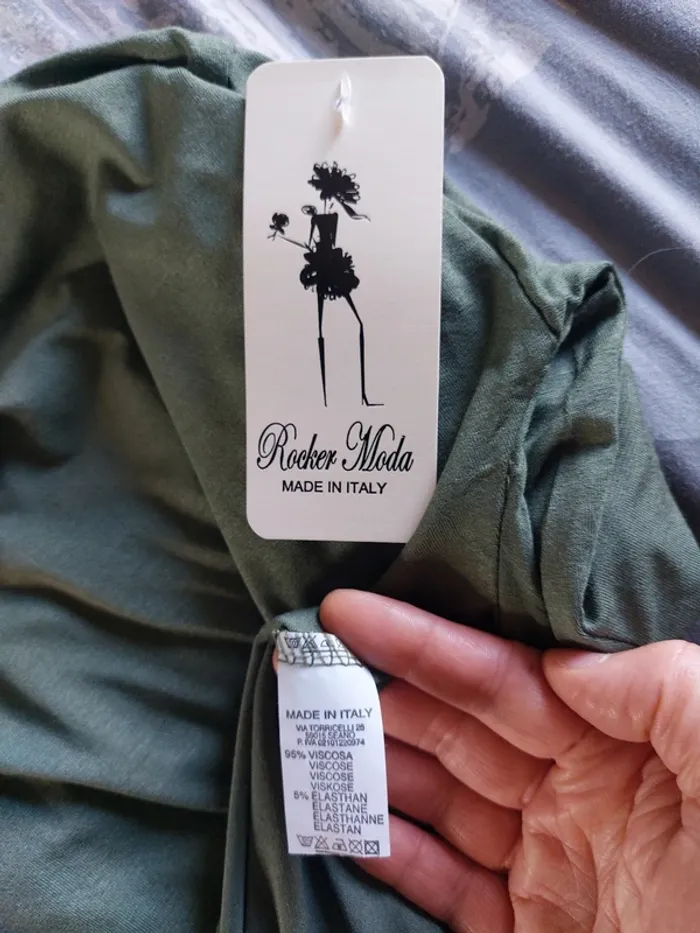 Rocker Moda
MADE IN ITALY
MADE IN ITALY
VIA TORRICELLI 28
59015 SEANO
P. IVA 02101220974
95% VISCOSA
VISCOSE
VISCOSE
VISKOSE
5% ELASTHAN
ELASTANE
ELASTHANNE
ELASTAN